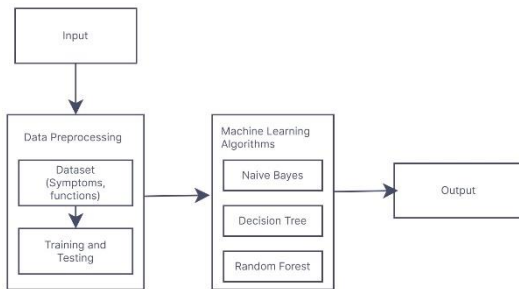 Input
Data Preprocessing
Dataset
(Symptoms,
functions)
Training and
Testing
Machine Learning
Algorithms
Naive Bayes
Decision Tree
Random Forest
Output